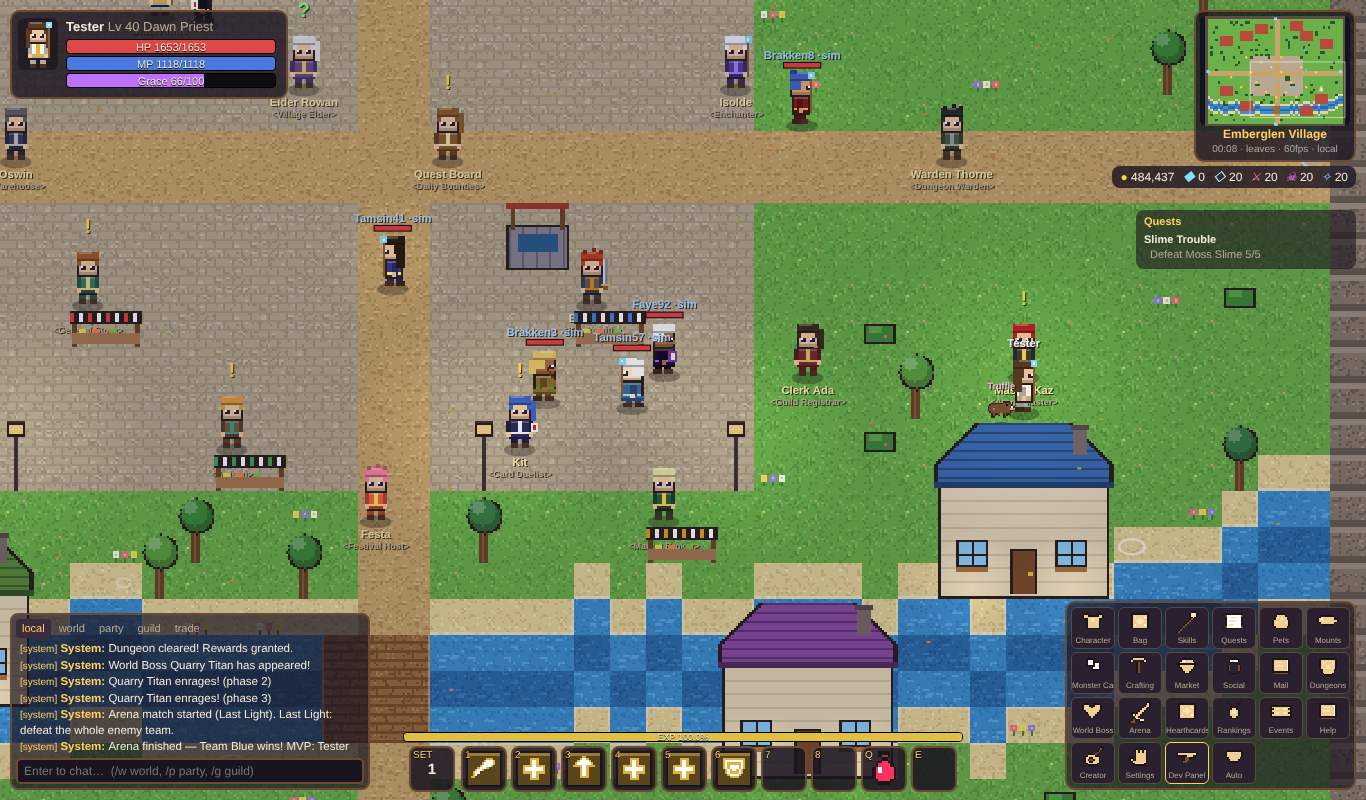 Tester Lv 40 Dawn Priest
HP 1653/1653
MP 1118/1118
Grace 66/100
?
Elder Rowan
<Village Elder>
Isolde
<Enchanter>
Brakken8 ·sim
Emberglen Village
00:08 · leaves · 60fps · local
484,437 0 20 20 20 20
Oswin
!
Quest Board
<Daily Bounties>
Warden Thorne
<Dungeon Warden>
Tamsin41 ·sim
Quests
Slime Trouble
Defeat Moss Slime 5/5
!
Faye92 ·sim
Brakken3 ·sim
Tamsin57 ·sim
!
Tester
Truffle
Clerk Ada
<Guild Registrar>
!
!
Kit
<Card Duelist>
Festa
<Festival Host>
local world party guild trade
[system] System: Dungeon cleared! Rewards granted.
[system] System: World Boss Quarry Titan has appeared!
[system] System: Quarry Titan enrages! (phase 2)
[system] System: Quarry Titan enrages! (phase 3)
[system] System: Arena match started (Last Light). Last Light:
defeat the whole enemy team.
[system] System: Arena finished — Team Blue wins! MVP: Tester
Enter to chat… (/w world, /p party, /g guild)
EXP 100.0%
SET
1
1 2 3 4 5 6 7 8 Q E
Character Bag Skills Quests Pets Mounts
Monster Ca Crafting Market Social Mail Dungeons
World Boss Arena Hearthcards Rankings Events Help
Creator Settings Dev Panel Auto